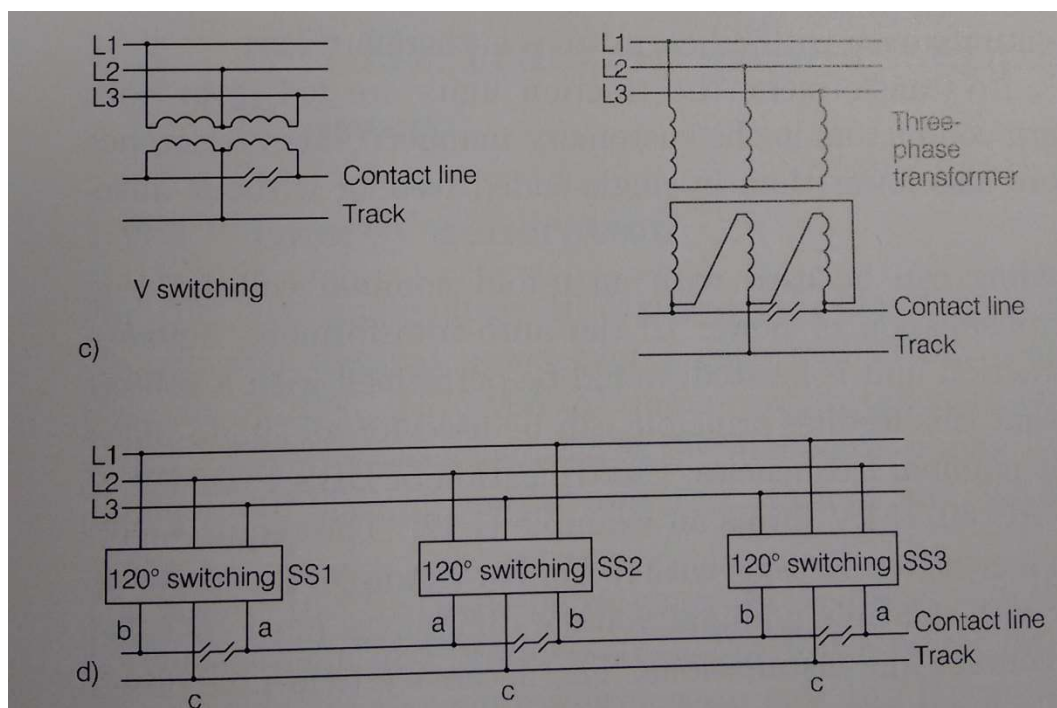 L1
L2
L3
Contact line
Track
V switching
c)
L1
L2
L3
Three-
phase
transformer
Contact line
Track
L1
L2
L3
120° switching SS1
120° switching SS2
120° switching SS3
b a a b b a
Contact line
Track
d)
c c c